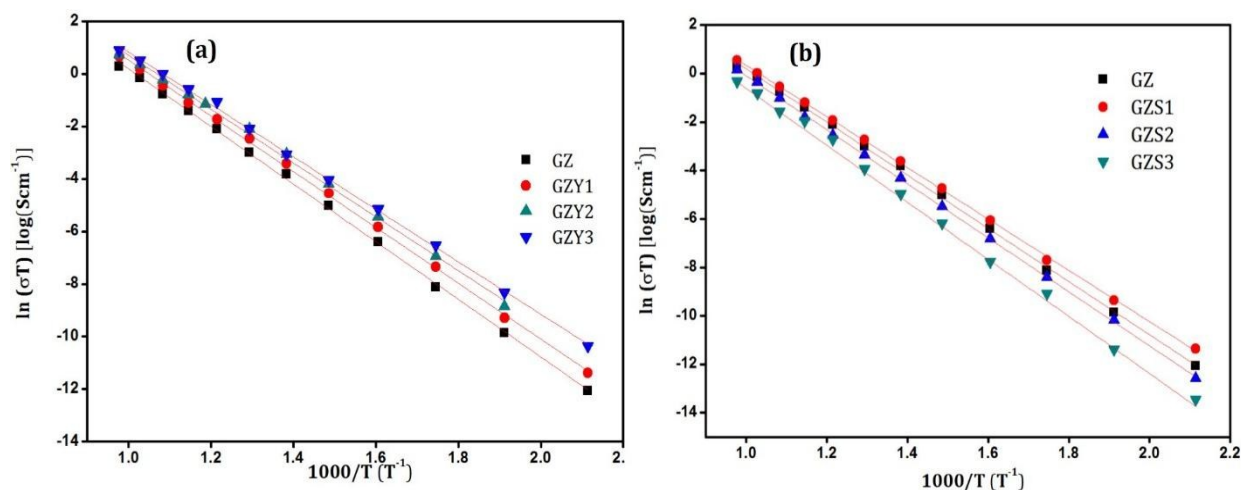 (a)
2
0
-2
-4
-6
-8
-10
-12
-14
ln (σT) [log(Scm⁻¹)]
GZ
GZY1
GZY2
GZY3
1.0 1.2 1.4 1.6 1.8 2.0 2.
1000/T (T⁻¹)
(b)
2
0
-2
-4
-6
-8
-10
-12
-14
ln (σT) [log(Scm⁻¹)]
GZ
GZS1
GZS2
GZS3
1.0 1.2 1.4 1.6 1.8 2.0 2.2
1000/T (T⁻¹)